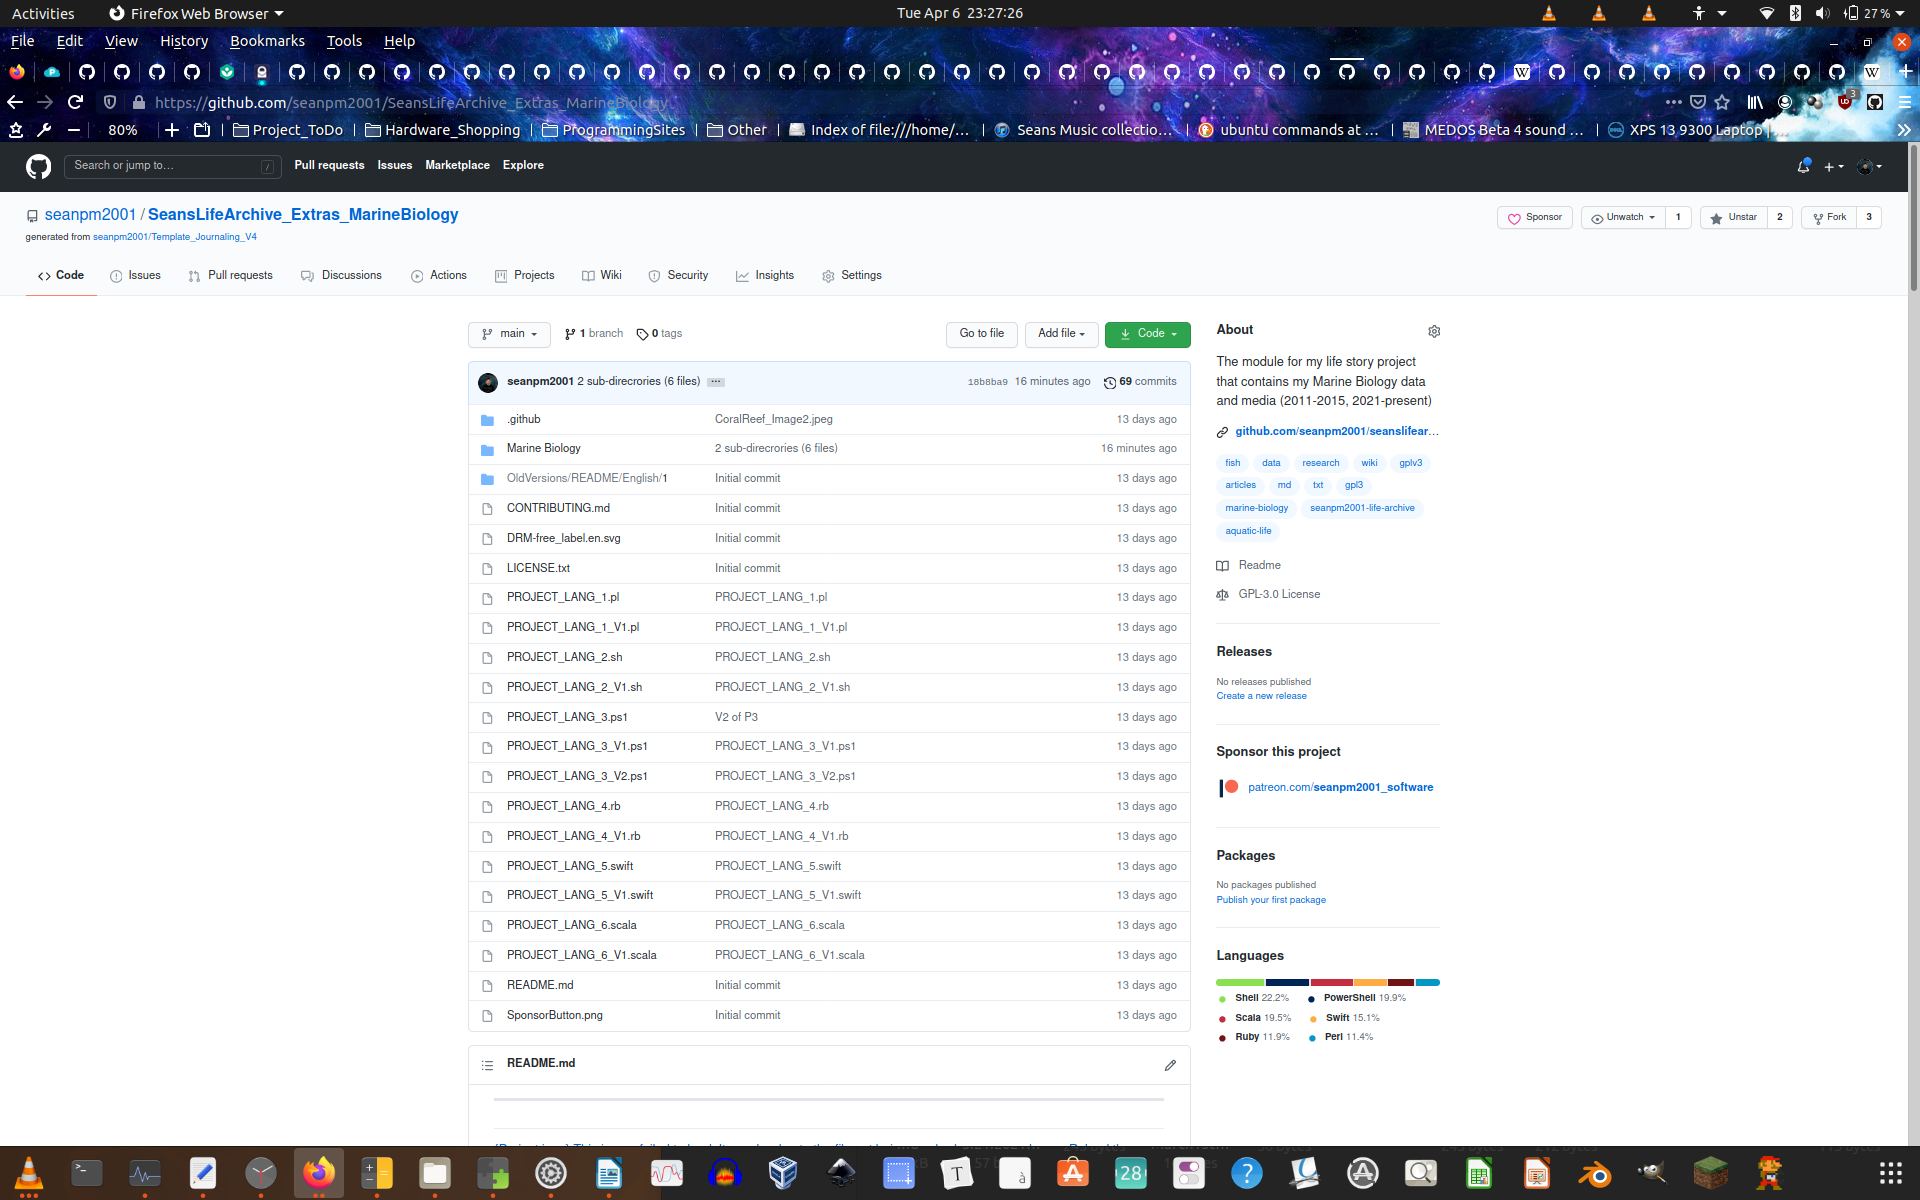 Activities Firefox Web Browser Tue Apr 6 23:27:26 27 %
File Edit View History Bookmarks Tools Help
https://github.com/seanpm2001/SeansLifeArchive_Extras_MarineBiology 3
80% Project_ToDo Hardware_Shopping ProgrammingSites Other Index of file:///home/... Seans Music collectio... ubuntu commands at ... MEDOS Beta 4 sound ... XPS 13 9300 Laptop
Search or jump to... / Pull requests Issues Marketplace Explore
seanpm2001 / SeansLifeArchive_Extras_MarineBiology Sponsor Unwatch 1 Unstar 2 Fork 3
generated from seanpm2001/Template_Journaling_V4
Code Issues Pull requests Discussions Actions Projects Wiki Security Insights Settings
main 1 branch 0 tags Go to file Add file Code
seanpm2001 2 sub-direcrories (6 files) ... 18b8ba9 16 minutes ago 69 commits
.github CoralReef_Image2.jpeg 13 days ago
Marine Biology 2 sub-direcrories (6 files) 16 minutes ago
OldVersions/README/English/1 Initial commit 13 days ago
CONTRIBUTING.md Initial commit 13 days ago
DRM-free_label.en.svg Initial commit 13 days ago
LICENSE.txt Initial commit 13 days ago
PROJECT_LANG_1.pl PROJECT_LANG_1.pl 13 days ago
PROJECT_LANG_1_V1.pl PROJECT_LANG_1_V1.pl 13 days ago
PROJECT_LANG_2.sh PROJECT_LANG_2.sh 13 days ago
PROJECT_LANG_2_V1.sh PROJECT_LANG_2_V1.sh 13 days ago
PROJECT_LANG_3.ps1 V2 of P3 13 days ago
PROJECT_LANG_3_V1.ps1 PROJECT_LANG_3_V1.ps1 13 days ago
PROJECT_LANG_3_V2.ps1 PROJECT_LANG_3_V2.ps1 13 days ago
PROJECT_LANG_4.rb PROJECT_LANG_4.rb 13 days ago
PROJECT_LANG_4_V1.rb PROJECT_LANG_4_V1.rb 13 days ago
PROJECT_LANG_5.swift PROJECT_LANG_5.swift 13 days ago
PROJECT_LANG_5_V1.swift PROJECT_LANG_5_V1.swift 13 days ago
PROJECT_LANG_6.scala PROJECT_LANG_6.scala 13 days ago
PROJECT_LANG_6_V1.scala PROJECT_LANG_6_V1.scala 13 days ago
README.md Initial commit 13 days ago
SponsorButton.png Initial commit 13 days ago
README.md
About
The module for my life story project
that contains my Marine Biology data
and media (2011-2015, 2021-present)
github.com/seanpm2001/seanslifear...
fish data research wiki gplv3
articles md txt gpl3
marine-biology seanpm2001-life-archive
aquatic-life
Readme
GPL-3.0 License
Releases
No releases published
Create a new release
Sponsor this project
patreon.com/seanpm2001_software
Packages
No packages published
Publish your first package
Languages
Shell 22.2% PowerShell 19.9%
Scala 19.5% Swift 15.1%
Ruby 11.9% Perl 11.4%
T à A 28 ?